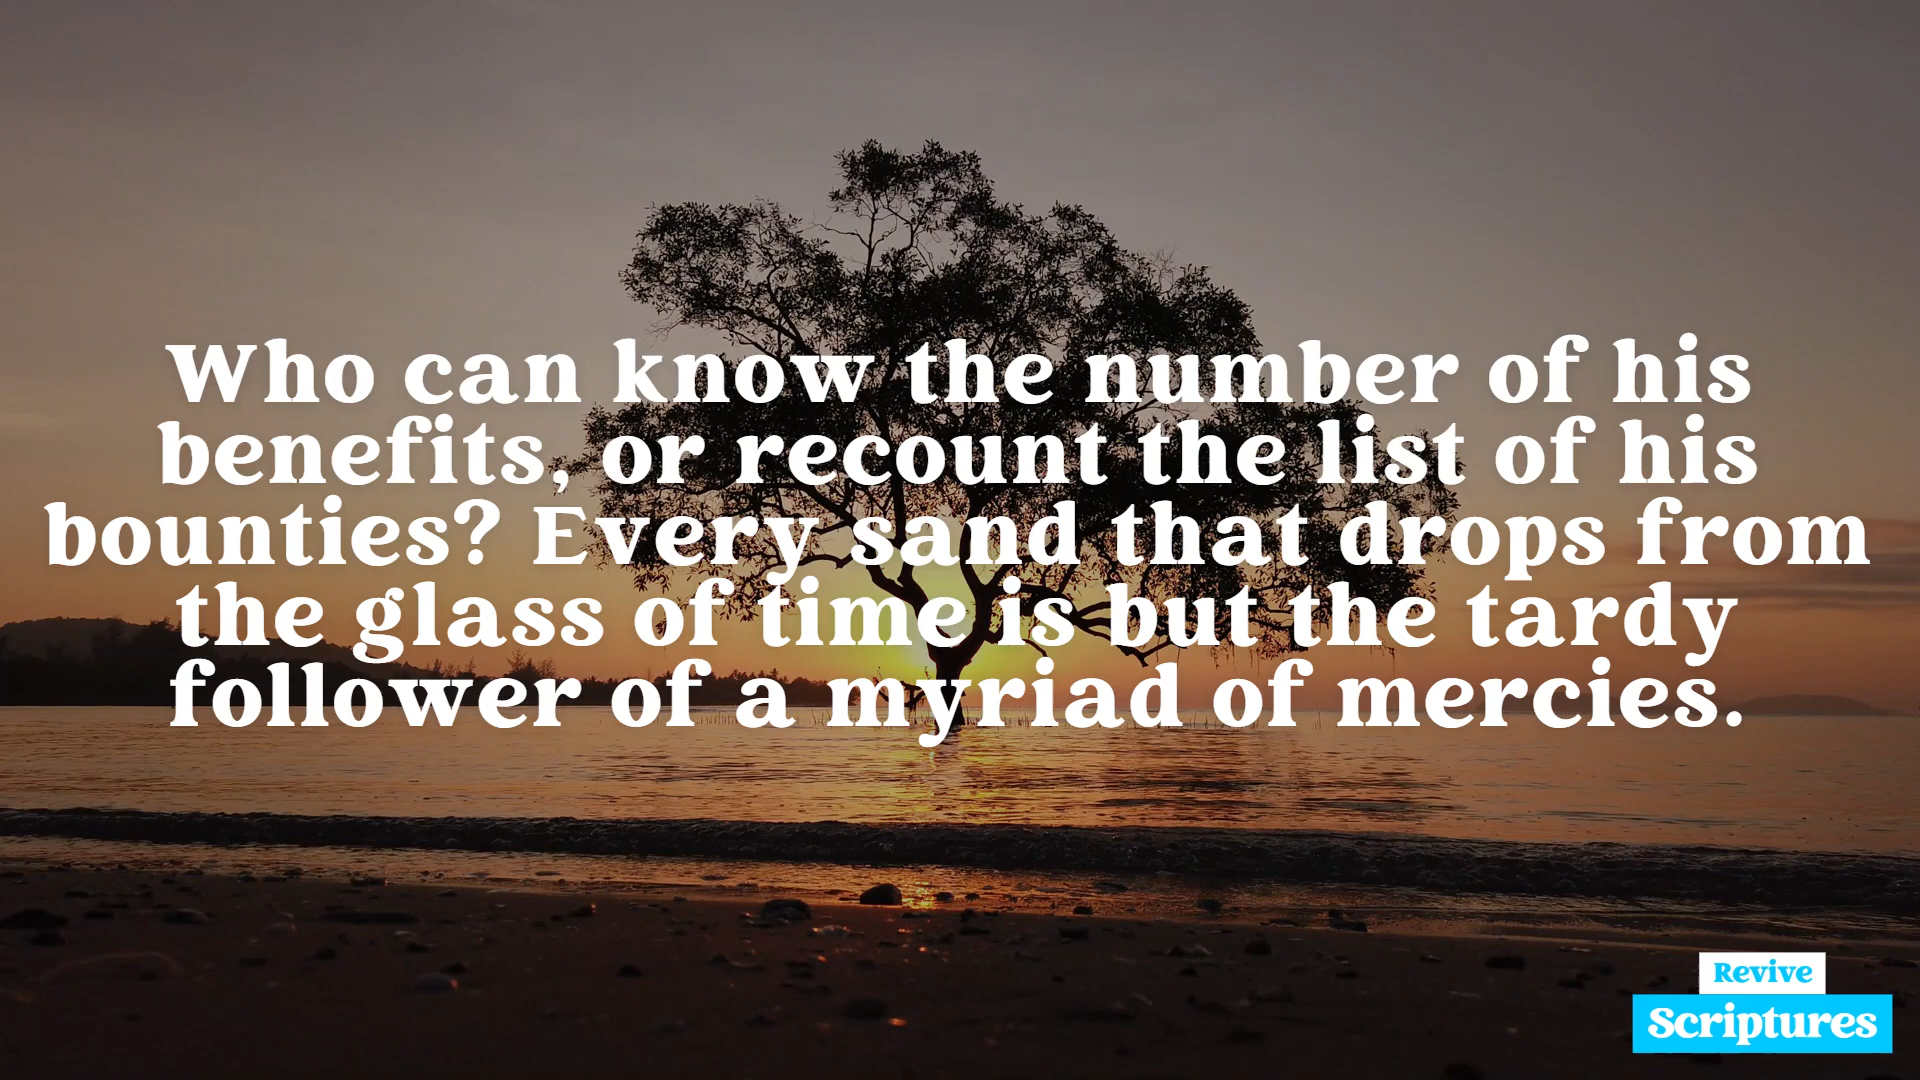 Who can know the number of his
benefits, or recount the list of his
bounties? Every sand that drops from
the glass of time is but the tardy
follower of a myriad of mercies.
Revive
Scriptures